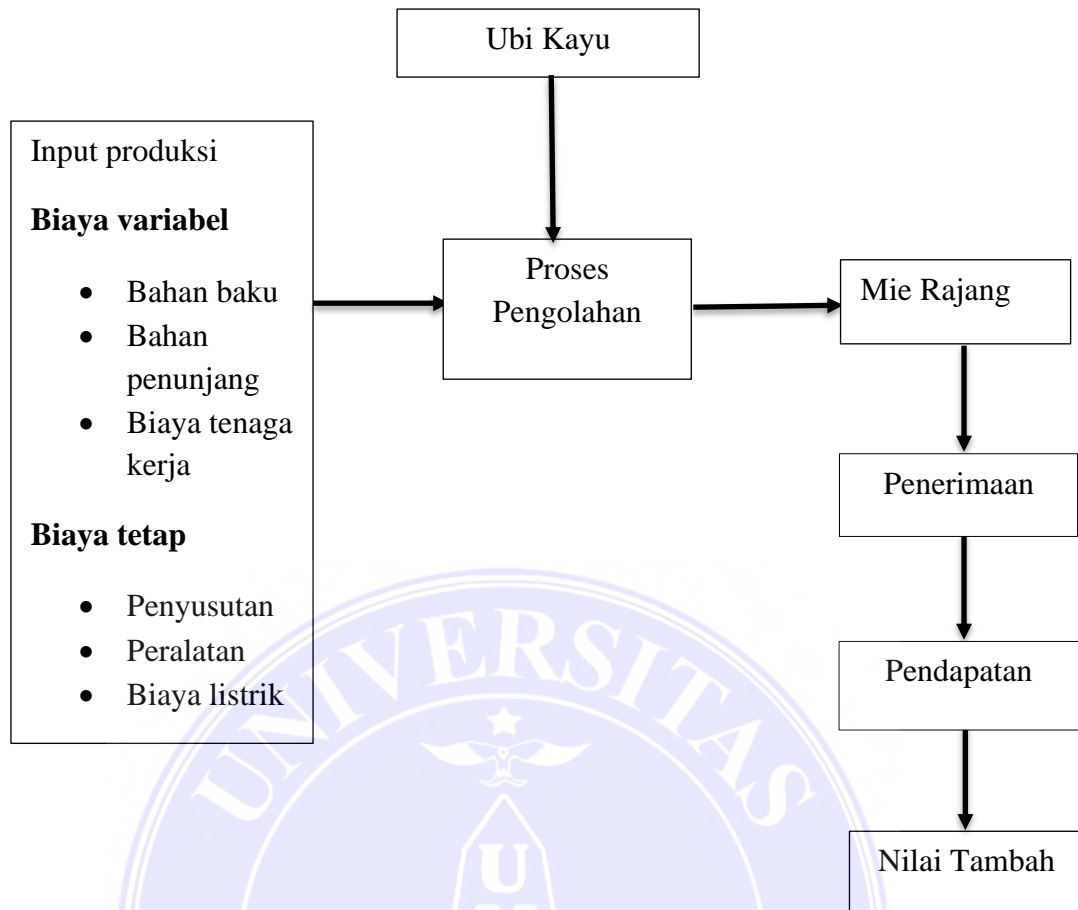 Ubi Kayu
Input produksi
Biaya variabel
• Bahan baku
• Bahan
penunjang
• Biaya tenaga
kerja
Biaya tetap
• Penyusutan
• Peralatan
• Biaya listrik
Proses
Pengolahan
Mie Rajang
Penerimaan
Pendapatan
Nilai Tambah
UNIVERSITAS
U